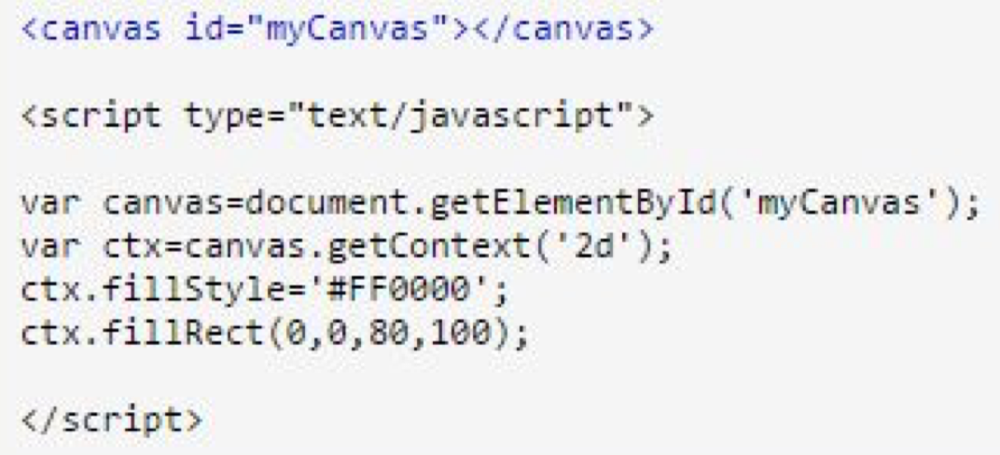 <canvas id="myCanvas"></canvas>
<script type="text/javascript">
var canvas=document.getElementById('myCanvas');
var ctx=canvas.getContext('2d');
ctx.fillStyle='#FF0000';
ctx.fillRect(0,0,80,100);
</script>